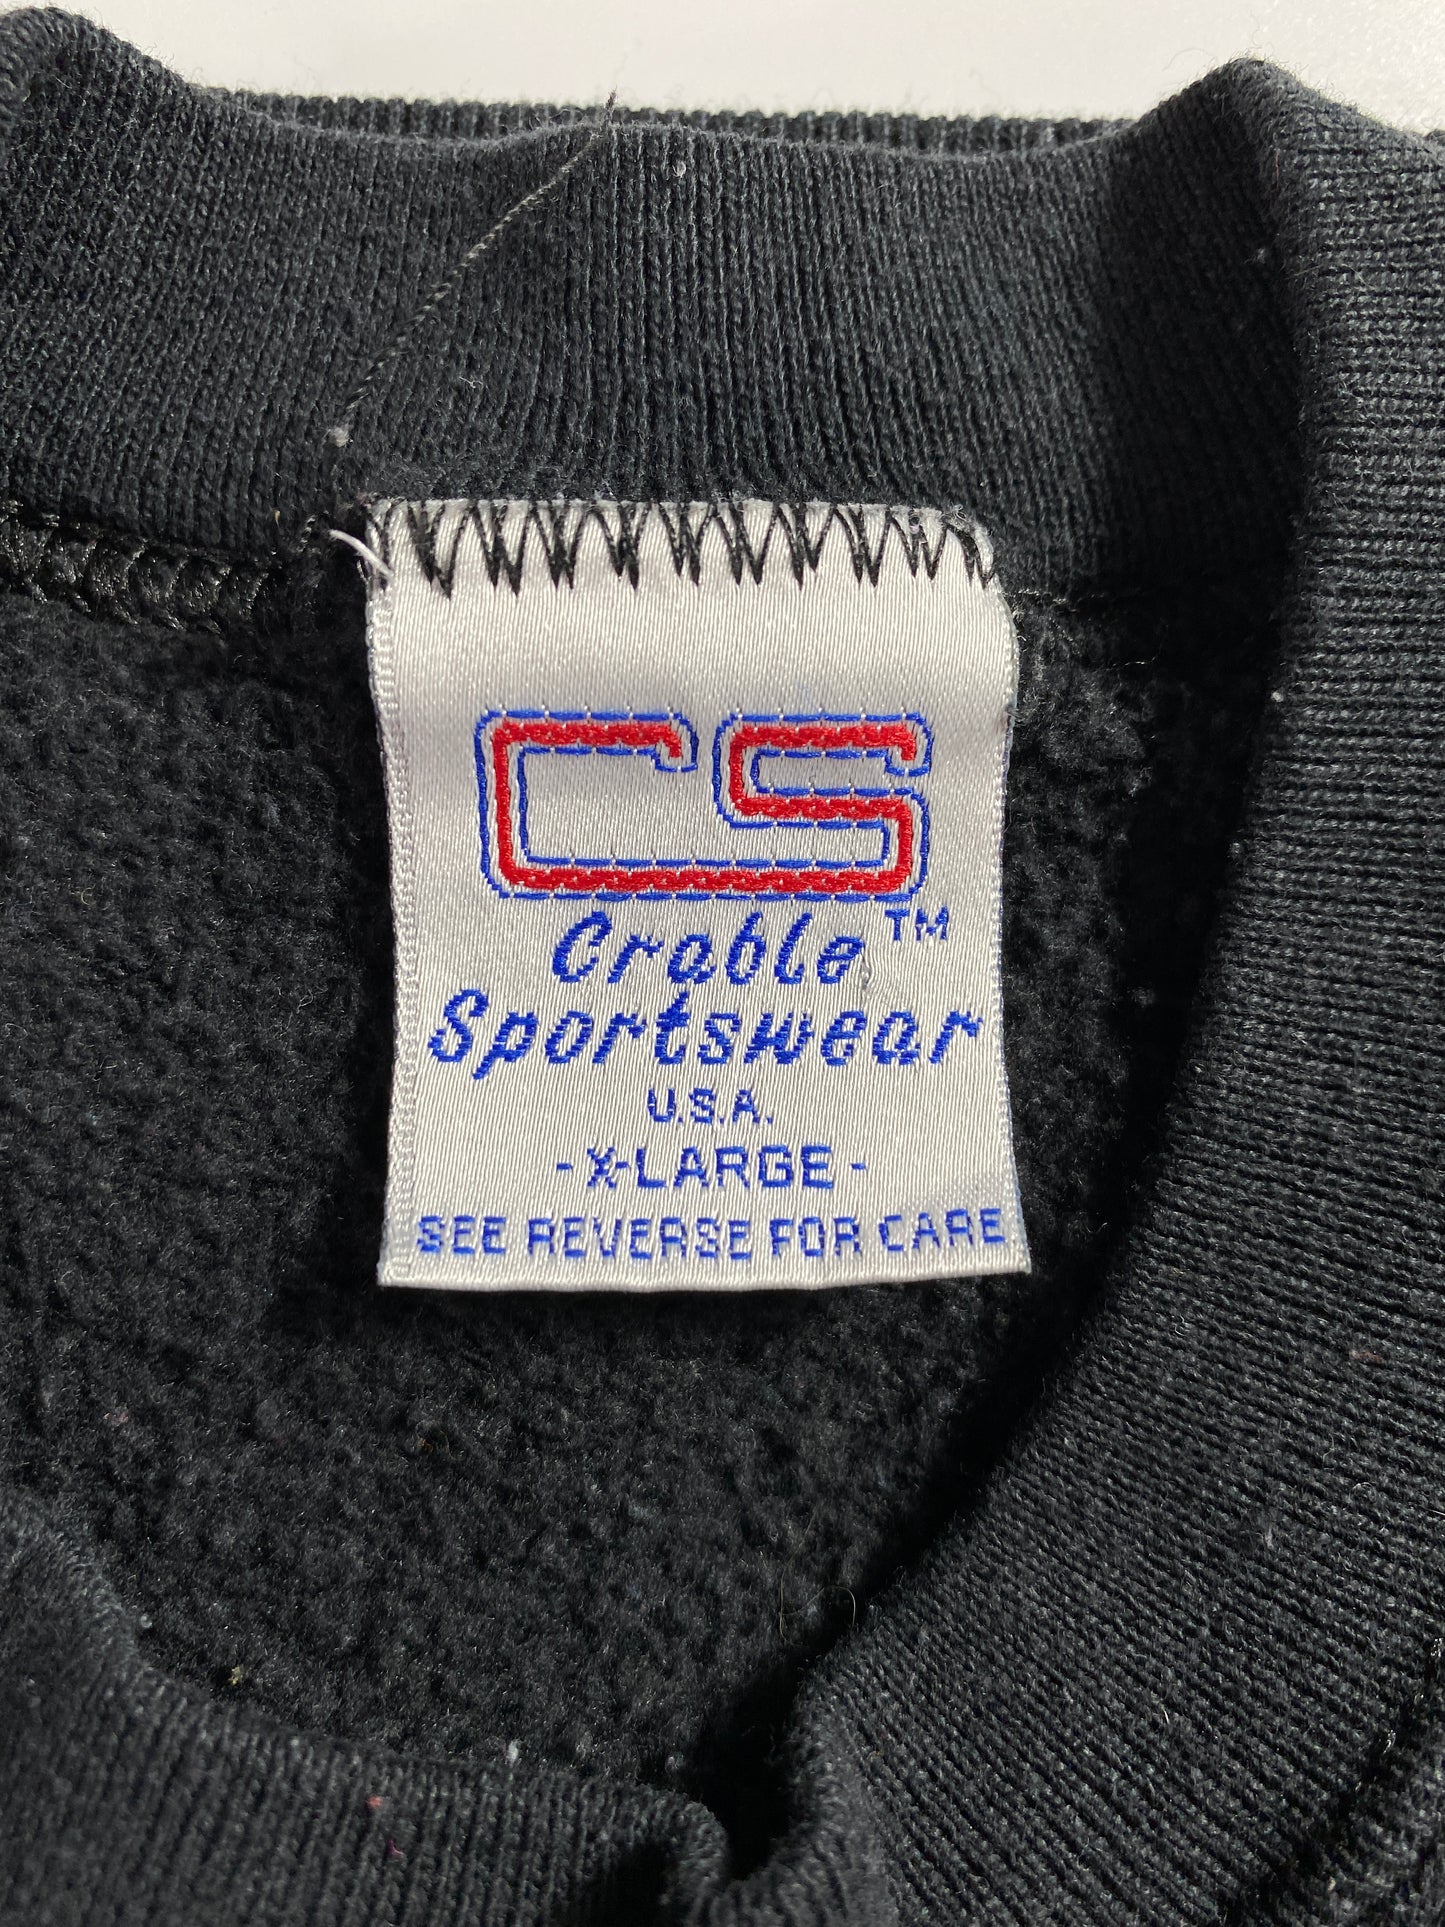 CS
Crable™
Sportswear
U.S.A.
-X-LARGE-
SEE REVERSE FOR CARE